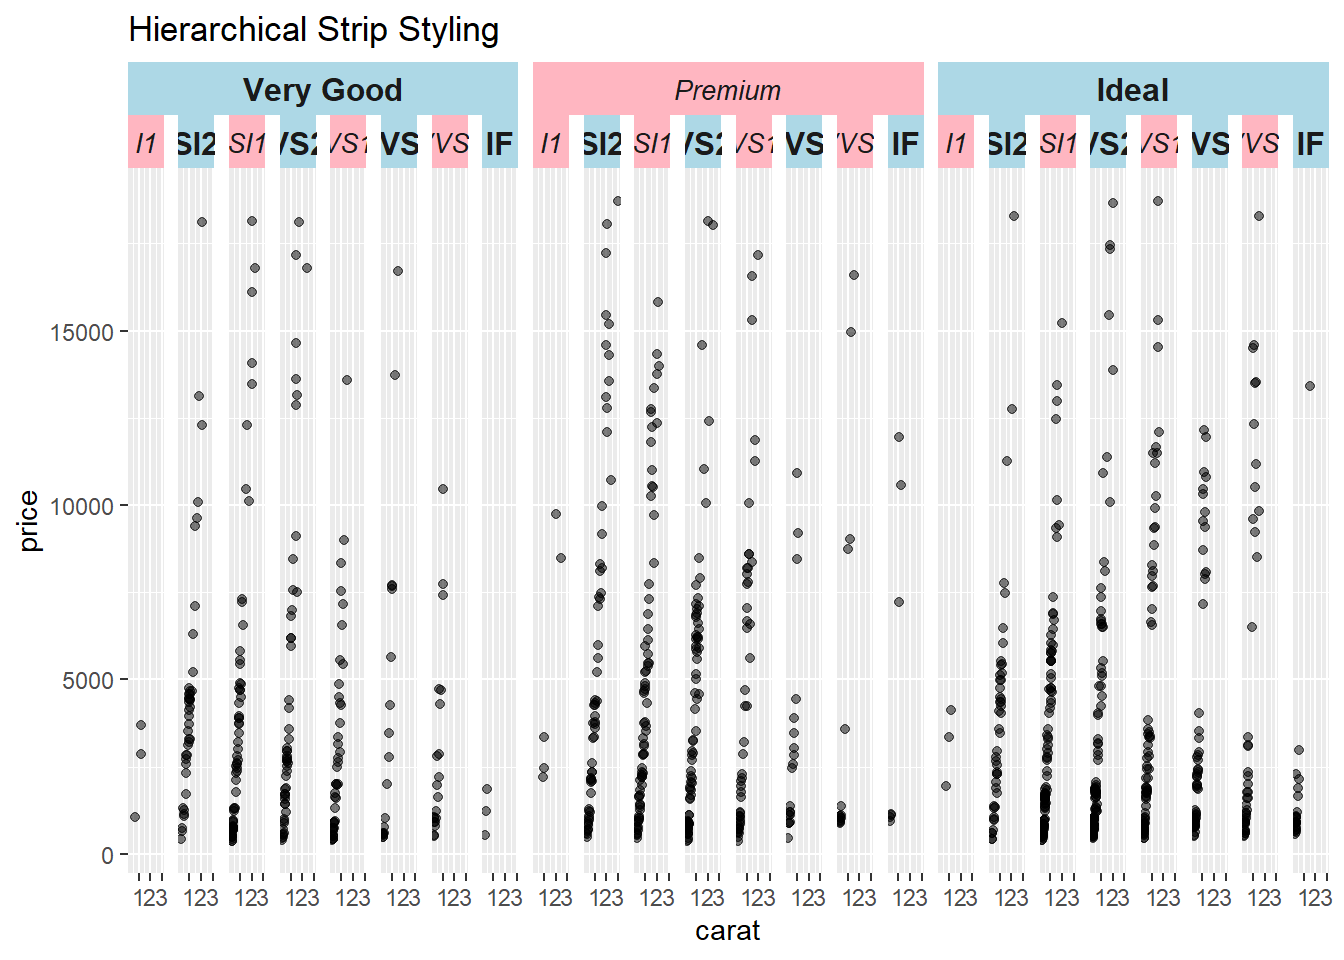 Hierarchical Strip Styling
Very Good Premium Ideal
I1 SI2 SI1 VS2 VS1 VS VVS IF I1 SI2 SI1 VS2 VS1 VS VVS IF I1 SI2 SI1 VS2 VS1 VS VVS IF
15000
10000
5000
0
price
123 123 123 123 123 123 123 123 123 123 123 123 123 123 123 123 123 123 123 123 123 123 123 123
carat